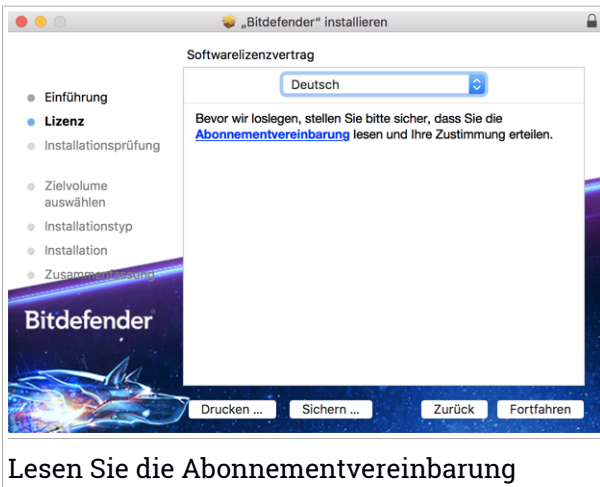 „Bitdefender“ installieren
Softwarelizenzvertrag
Deutsch
Einführung
Lizenz
Installationsprüfung
Zielvolume
auswählen
Installationstyp
Installation
Zusammenfassung
Bevor wir loslegen, stellen Sie bitte sicher, dass Sie die
Abonnementvereinbarung lesen und Ihre Zustimmung erteilen.
Bitdefender
Drucken ...
Sichern ...
Zurück
Fortfahren
Lesen Sie die Abonnementvereinbarung